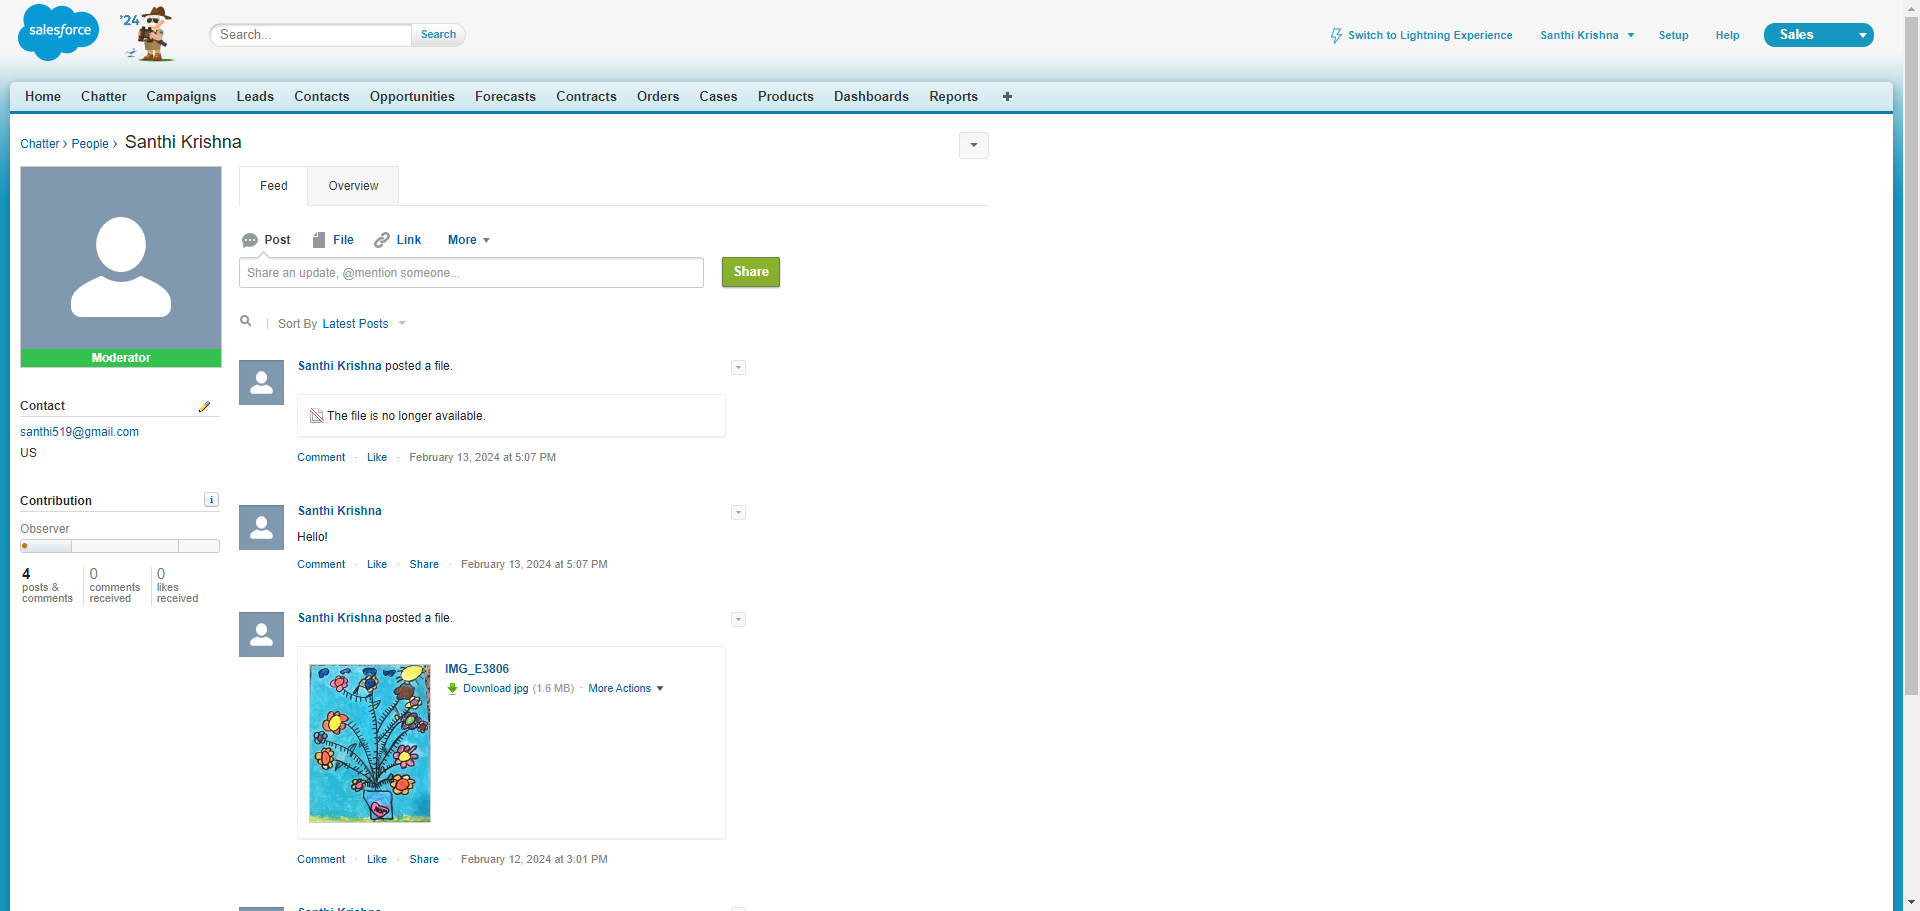 salesforce
'24
Search...
Search
Switch to Lightning Experience
Santhi Krishna
Setup
Help
Sales
Home
Chatter
Campaigns
Leads
Contacts
Opportunities
Forecasts
Contracts
Orders
Cases
Products
Dashboards
Reports
Chatter › People › Santhi Krishna
Moderator
Contact
santhi519@gmail.com
US
Contribution
Observer
4
posts &
comments
0
comments
received
0
likes
received
Feed
Overview
Post
File
Link
More
Share an update, @mention someone...
Share
Sort By Latest Posts
Santhi Krishna posted a file.
The file is no longer available.
Comment · Like · February 13, 2024 at 5:07 PM
Santhi Krishna
Hello!
Comment · Like · Share · February 13, 2024 at 5:07 PM
Santhi Krishna posted a file.
IMG_E3806
Download jpg (1.6 MB) · More Actions
Comment · Like · Share · February 12, 2024 at 3:01 PM
Santhi Krishna